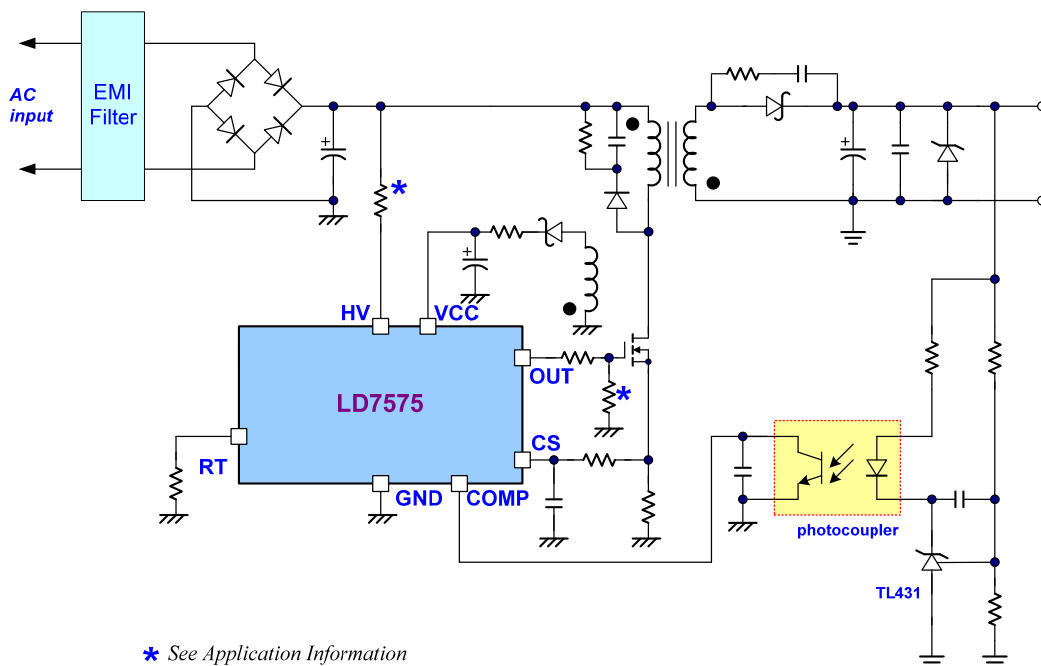 AC
input
EMI
Filter
*
+
+
+
HV
VCC
OUT
*
LD7575
CS
RT
GND
COMP
photocoupler
TL431
* See Application Information